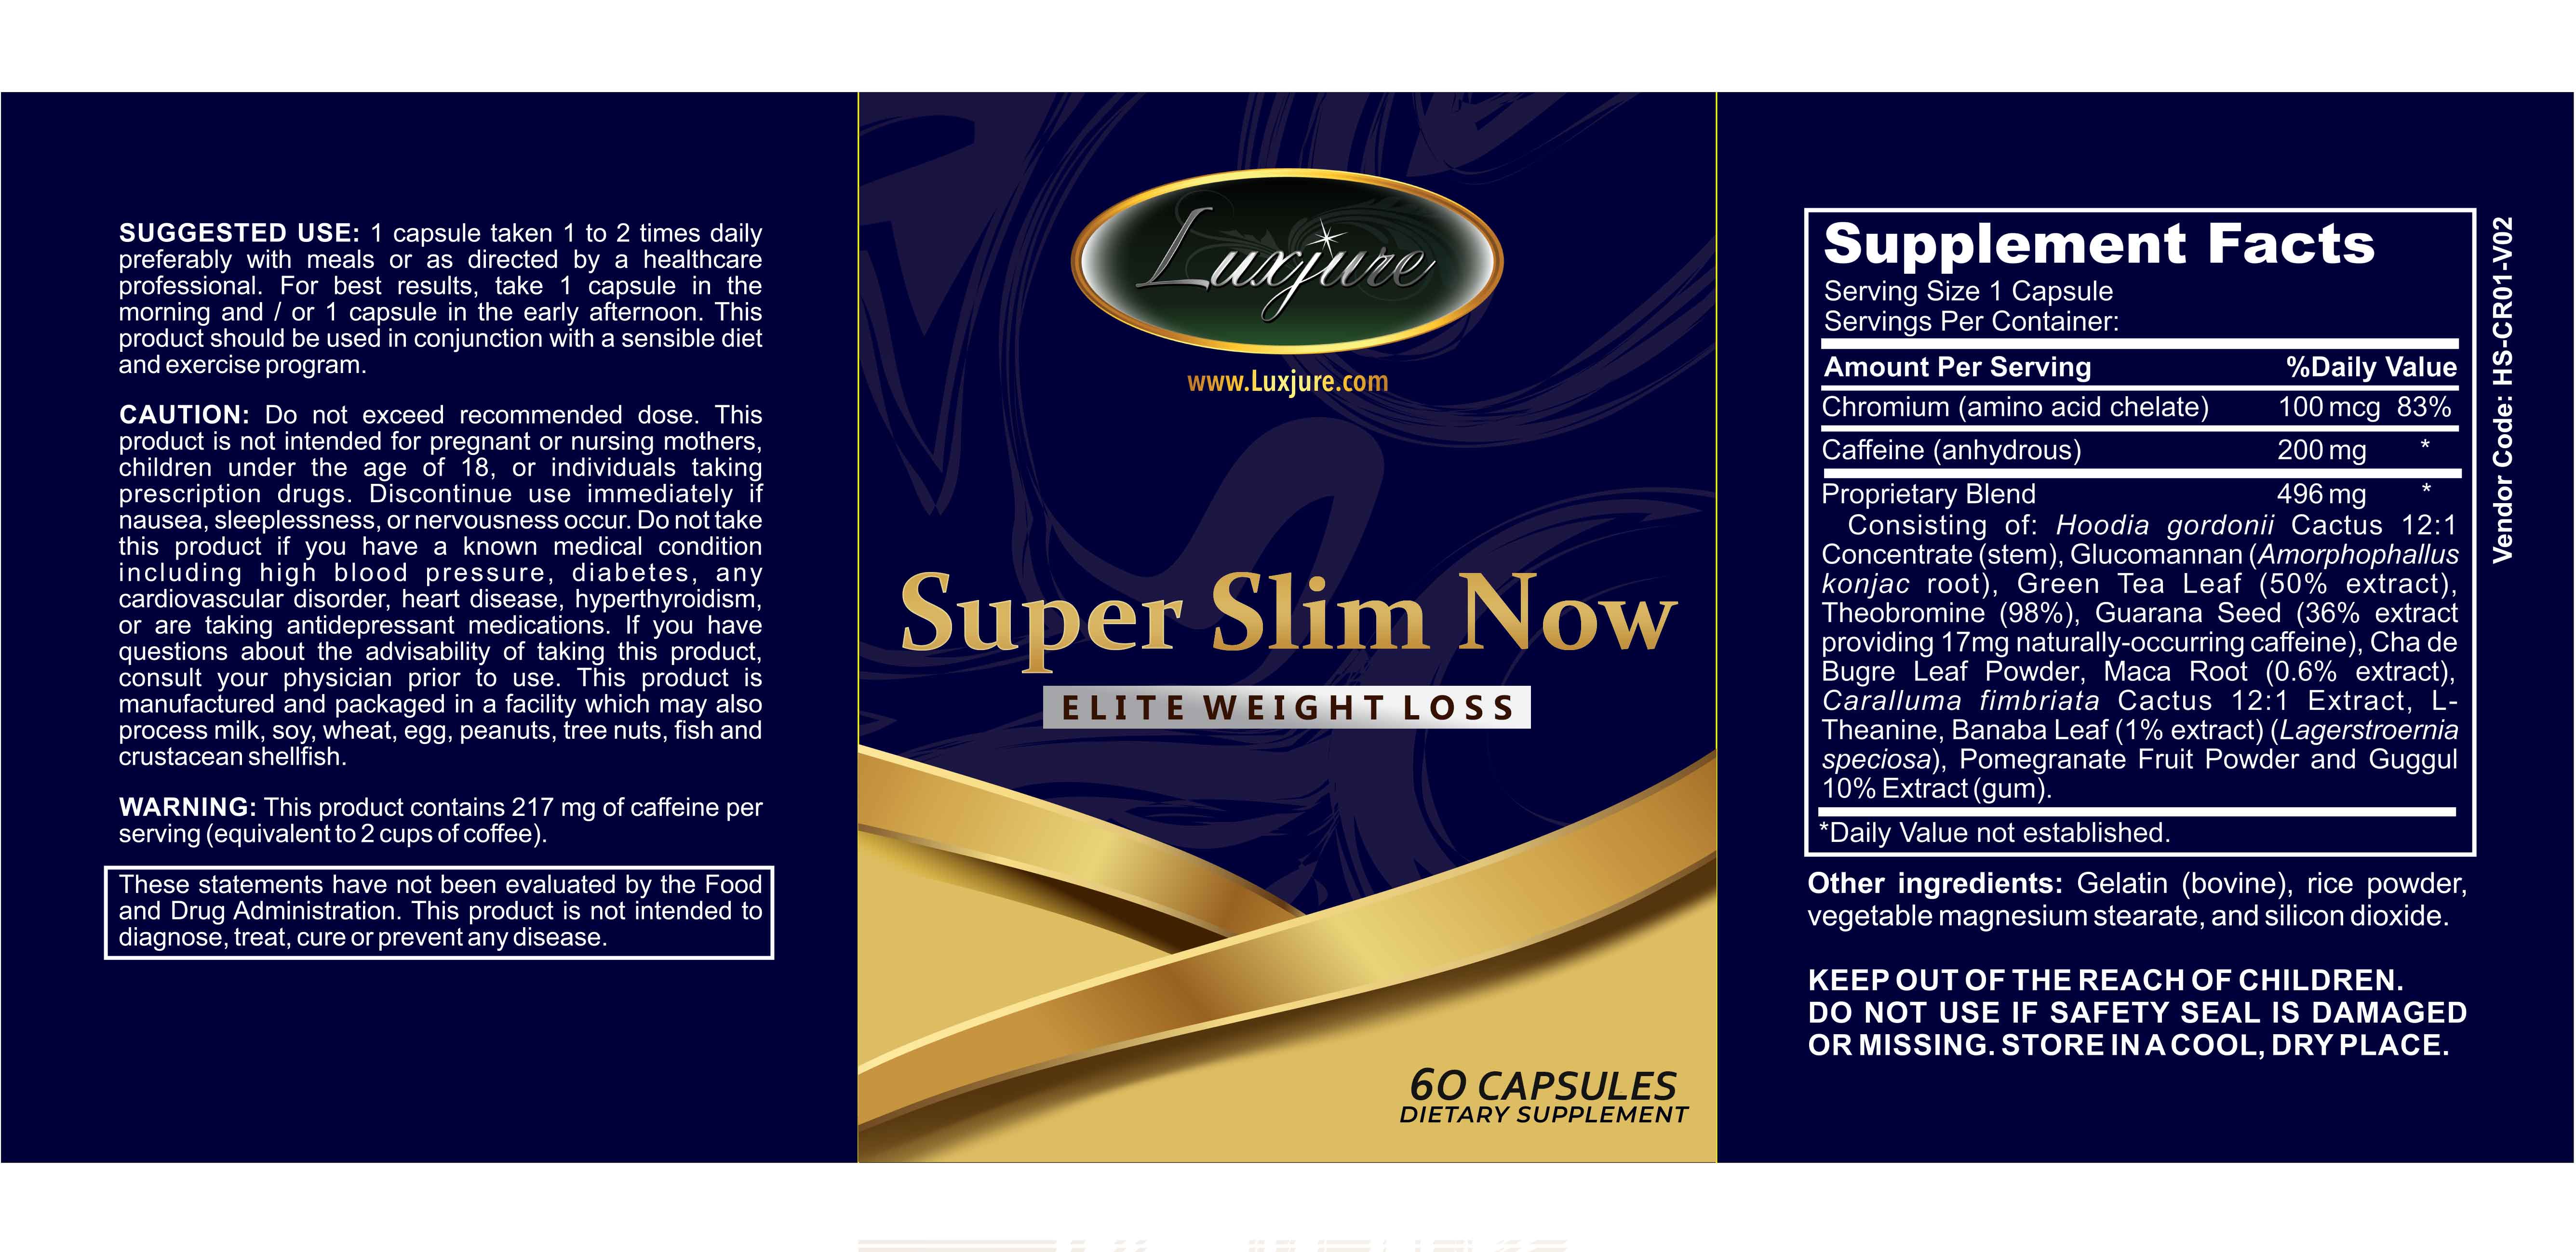 SUGGESTED USE: 1 capsule taken 1 to 2 times daily
preferably with meals or as directed by a healthcare
professional. For best results, take 1 capsule in the
morning and / or 1 capsule in the early afternoon. This
product should be used in conjunction with a sensible diet
and exercise program.
CAUTION: Do not exceed recommended dose. This
product is not intended for pregnant or nursing mothers,
children under the age of 18, or individuals taking
prescription drugs. Discontinue use immediately if
nausea, sleeplessness, or nervousness occur. Do not take
this product if you have a known medical condition
including high blood pressure, diabetes, any
cardiovascular disorder, heart disease, hyperthyroidism,
or are taking antidepressant medications. If you have
questions about the advisability of taking this product,
consult your physician prior to use. This product is
manufactured and packaged in a facility which may also
process milk, soy, wheat, egg, peanuts, tree nuts, fish and
crustacean shellfish.
WARNING: This product contains 217 mg of caffeine per
serving (equivalent to 2 cups of coffee).
These statements have not been evaluated by the Food
and Drug Administration. This product is not intended to
diagnose, treat, cure or prevent any disease.
Luxjure
www.Luxjure.com
Super Slim Now
ELITE WEIGHT LOSS
60 CAPSULES
DIETARY SUPPLEMENT
Supplement Facts
Serving Size 1 Capsule
Servings Per Container:
Amount Per Serving %Daily Value
Chromium (amino acid chelate) 100 mcg 83%
Caffeine (anhydrous) 200 mg *
Proprietary Blend 496 mg *
Consisting of: Hoodia gordonii Cactus 12:1
Concentrate (stem), Glucomannan (Amorphophallus
konjac root), Green Tea Leaf (50% extract),
Theobromine (98%), Guarana Seed (36% extract
providing 17mg naturally-occurring caffeine), Cha de
Bugre Leaf Powder, Maca Root (0.6% extract),
Caralluma fimbriata Cactus 12:1 Extract, L-
Theanine, Banaba Leaf (1% extract) (Lagerstroernia
speciosa), Pomegranate Fruit Powder and Guggul
10% Extract (gum).
*Daily Value not established.
Other ingredients: Gelatin (bovine), rice powder,
vegetable magnesium stearate, and silicon dioxide.
KEEP OUT OF THE REACH OF CHILDREN.
DO NOT USE IF SAFETY SEAL IS DAMAGED
OR MISSING. STORE IN A COOL, DRY PLACE.
Vendor Code: HS-CR01-V02